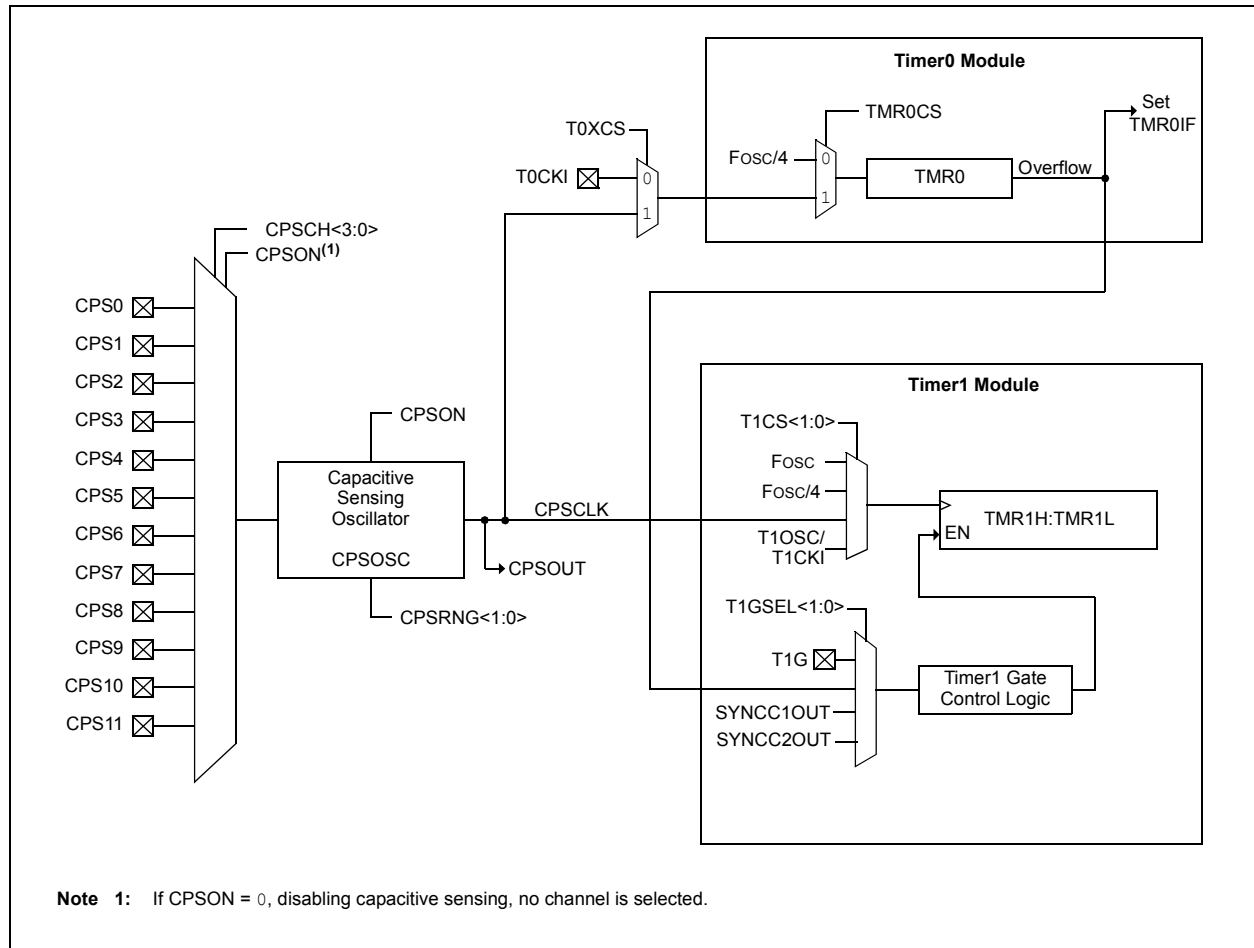 Timer0 Module
Set
TMR0IF
TMR0CS
T0XCS
FOSC/4
0
1
TMR0
Overflow
T0CKI
0
1
CPSCH<3:0>
CPSON(1)
CPS0
CPS1
CPS2
CPS3
CPS4
CPS5
CPS6
CPS7
CPS8
CPS9
CPS10
CPS11
CPSON
Capacitive
Sensing
Oscillator
CPSOSC
CPSRNG<1:0>
CPSCLK
CPSOUT
Timer1 Module
T1CS<1:0>
FOSC
FOSC/4
T1OSC/
T1CKI
TMR1H:TMR1L
EN
T1GSEL<1:0>
T1G
SYNCC1OUT
SYNCC2OUT
Timer1 Gate
Control Logic
Note 1: If CPSON = 0, disabling capacitive sensing, no channel is selected.